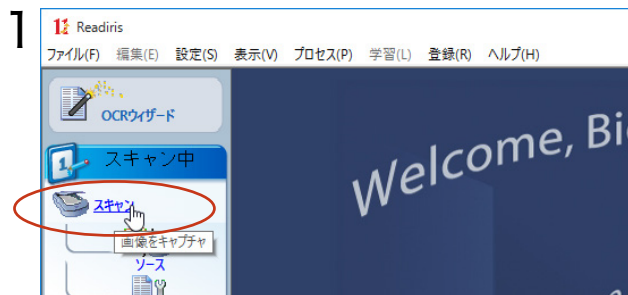 1
Readiris
ファイル(F) 編集(E) 設定(S) 表示(V) プロセス(P) 学習(L) 登録(R) ヘルプ(H)
OCRウィザード
1 スキャン中
スキャン
画像をキャプチャ
ソース
Welcome, Bi